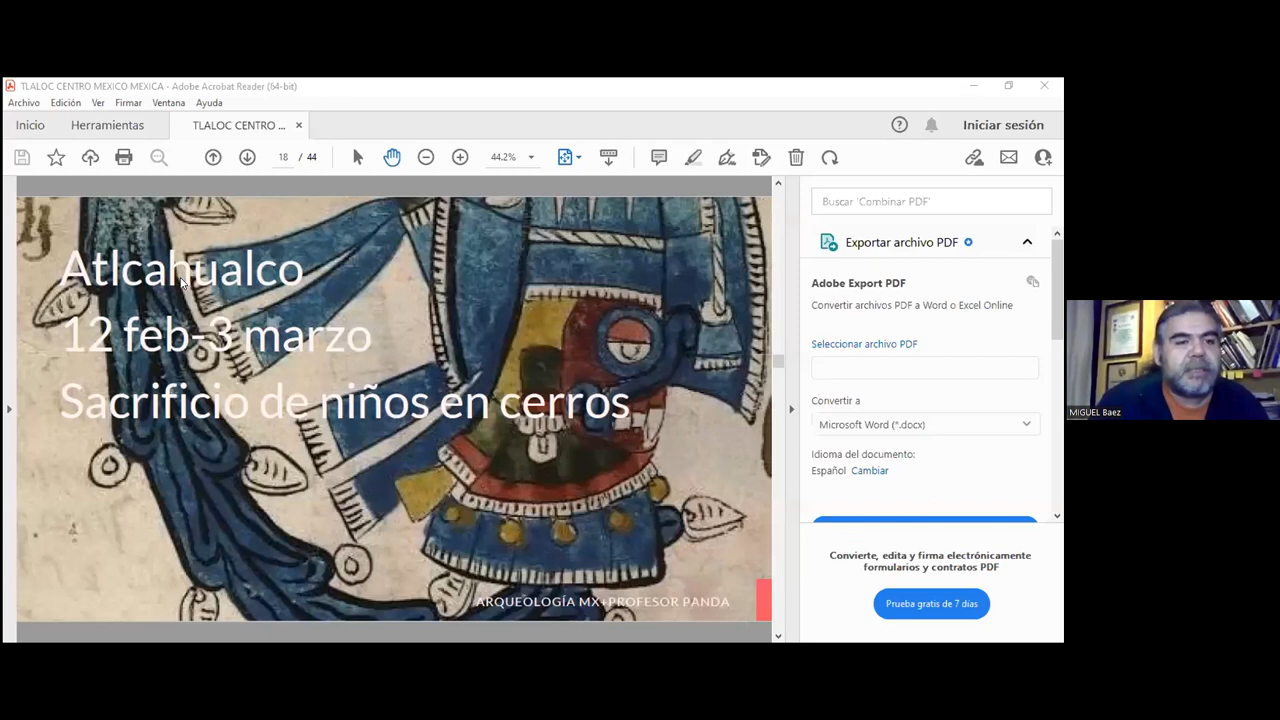 TLALOC CENTRO MEXICO MEXICA - Adobe Acrobat Reader (64-bit)
Archivo Edición Ver Firmar Ventana Ayuda
Inicio Herramientas TLALOC CENTRO ... × Iniciar sesión
18 / 44 44.2%
Atlcahualco
12 feb-3 marzo
Sacrificio de niños en cerros
ARQUEOLOGÍA MX+PROFESOR PANDA
Buscar 'Combinar PDF'
Exportar archivo PDF
Adobe Export PDF
Convertir archivos PDF a Word o Excel Online
Seleccionar archivo PDF
Convertir a
Microsoft Word (*.docx)
Idioma del documento:
Español Cambiar
Convierte, edita y firma electrónicamente
formularios y contratos PDF
Prueba gratis de 7 días
MIGUEL Baez